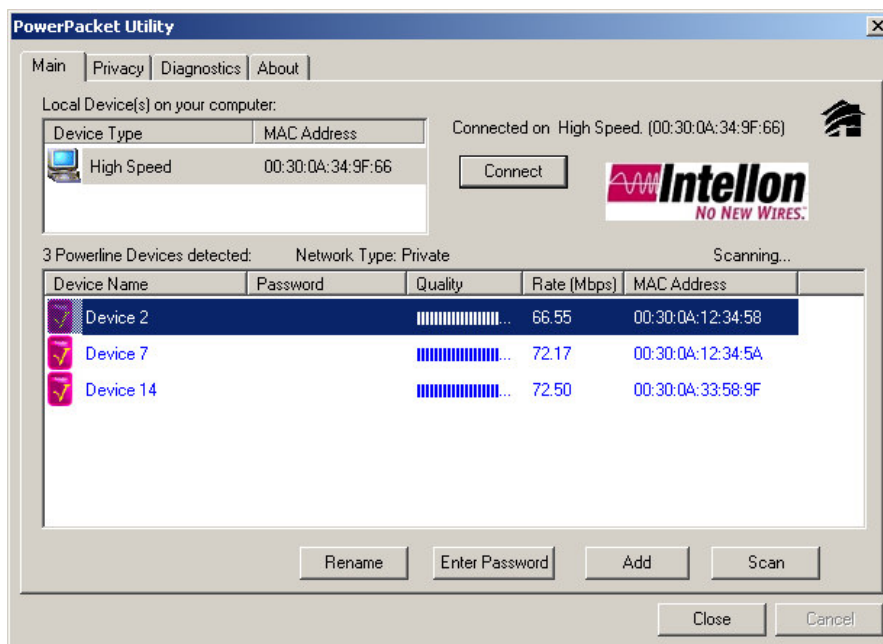 PowerPacket Utility
Main Privacy Diagnostics About
Local Device(s) on your computer:
Device Type MAC Address
High Speed 00:30:0A:34:9F:66
Connected on High Speed. (00:30:0A:34:9F:66)
Connect
Intellon
NO NEW WIRES.
3 Powerline Devices detected: Network Type: Private Scanning...
Device Name Password Quality Rate (Mbps) MAC Address
Device 2 ... 66.55 00:30:0A:12:34:58
Device 7 ... 72.17 00:30:0A:12:34:5A
Device 14 ... 72.50 00:30:0A:33:58:9F
Rename Enter Password Add Scan
Close Cancel